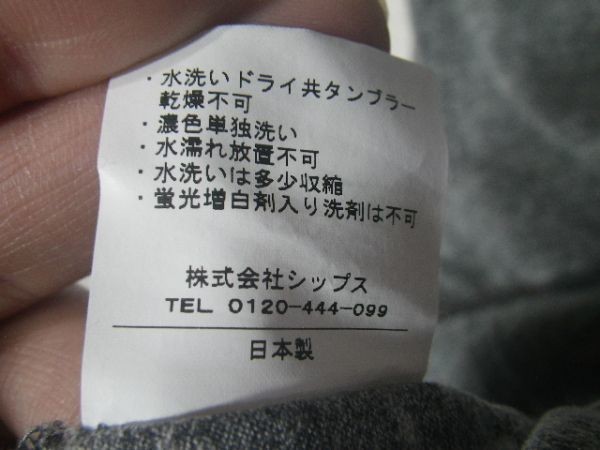 ・水洗いドライ共タンブラー
乾燥不可
・濃色単独洗い
・水濡れ放置不可
・水洗いは多少収縮
・蛍光増白剤入り洗剤は不可
株式会社シップス
TEL 0120-444-099
日本製